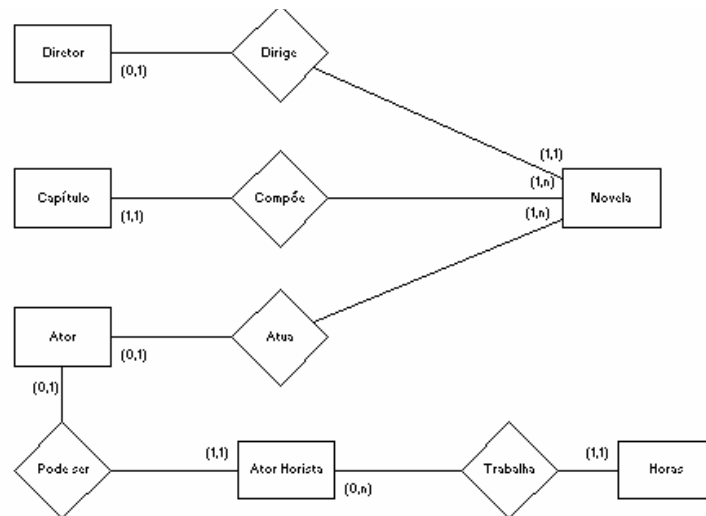 Diretor
(0,1)
Dirige
(1,1)
Capítulo
(1,1)
Compõe
(1,n)
Novela
(1,n)
Ator
(0,1)
Atua
(0,1)
Pode ser
(1,1)
Ator Horista
(0,n)
Trabalha
(1,1)
Horas